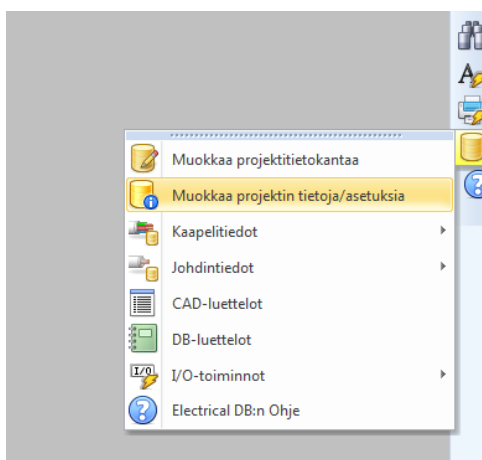 Muokkaa projektitietokantaa
Muokkaa projektin tietoja/asetuksia
Kaapelitiedot
Johdintiedot
CAD-luettelot
DB-luettelot
I/O
I/O-toiminnot
Electrical DB:n Ohje